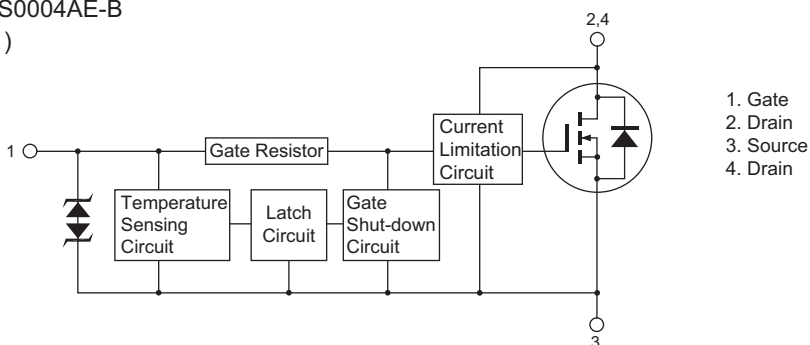 S0004AE-B
)
2,4
1
Gate Resistor
Current
Limitation
Circuit
Temperature
Sensing
Circuit
Latch
Circuit
Gate
Shut-down
Circuit
3
1. Gate
2. Drain
3. Source
4. Drain